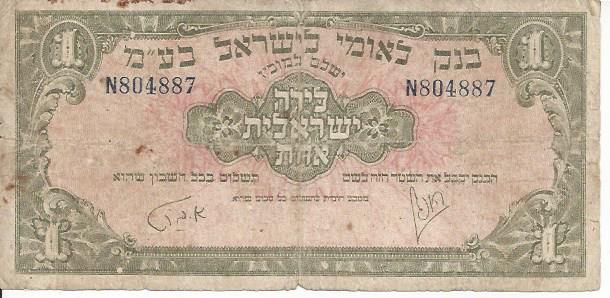 1 בנק לאומי לישראל בע"מ 1
ישלם למוכ"ז
N804887 N804887
לירה
ישראלית
אחת
הבנק מקבל את השטר הזה לשם תשלום בכל חשבון שהוא
1 1